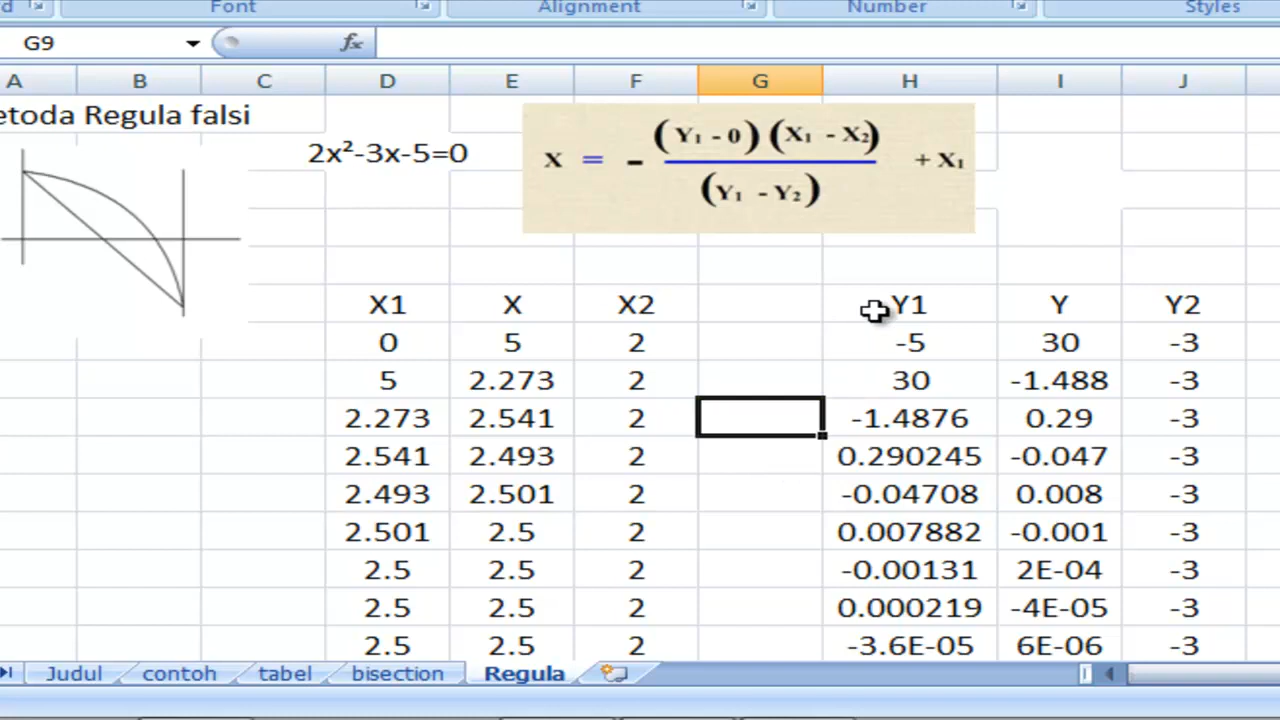 d Font Alignment Number Styles
G9 fx
A B C D E F G H I J
etoda Regula falsi
2x²-3x-5=0
X = - (Y₁ - 0) (X₁ - X₂) / (Y₁ - Y₂) + X₁
X1 X X2 Y1 Y Y2
0 5 2 -5 30 -3
5 2.273 2 30 -1.488 -3
2.273 2.541 2 -1.4876 0.29 -3
2.541 2.493 2 0.290245 -0.047 -3
2.493 2.501 2 -0.04708 0.008 -3
2.501 2.5 2 0.007882 -0.001 -3
2.5 2.5 2 -0.00131 2E-04 -3
2.5 2.5 2 0.000219 -4E-05 -3
2.5 2.5 2 -3.6E-05 6E-06 -3
Judul contoh tabel bisection Regula